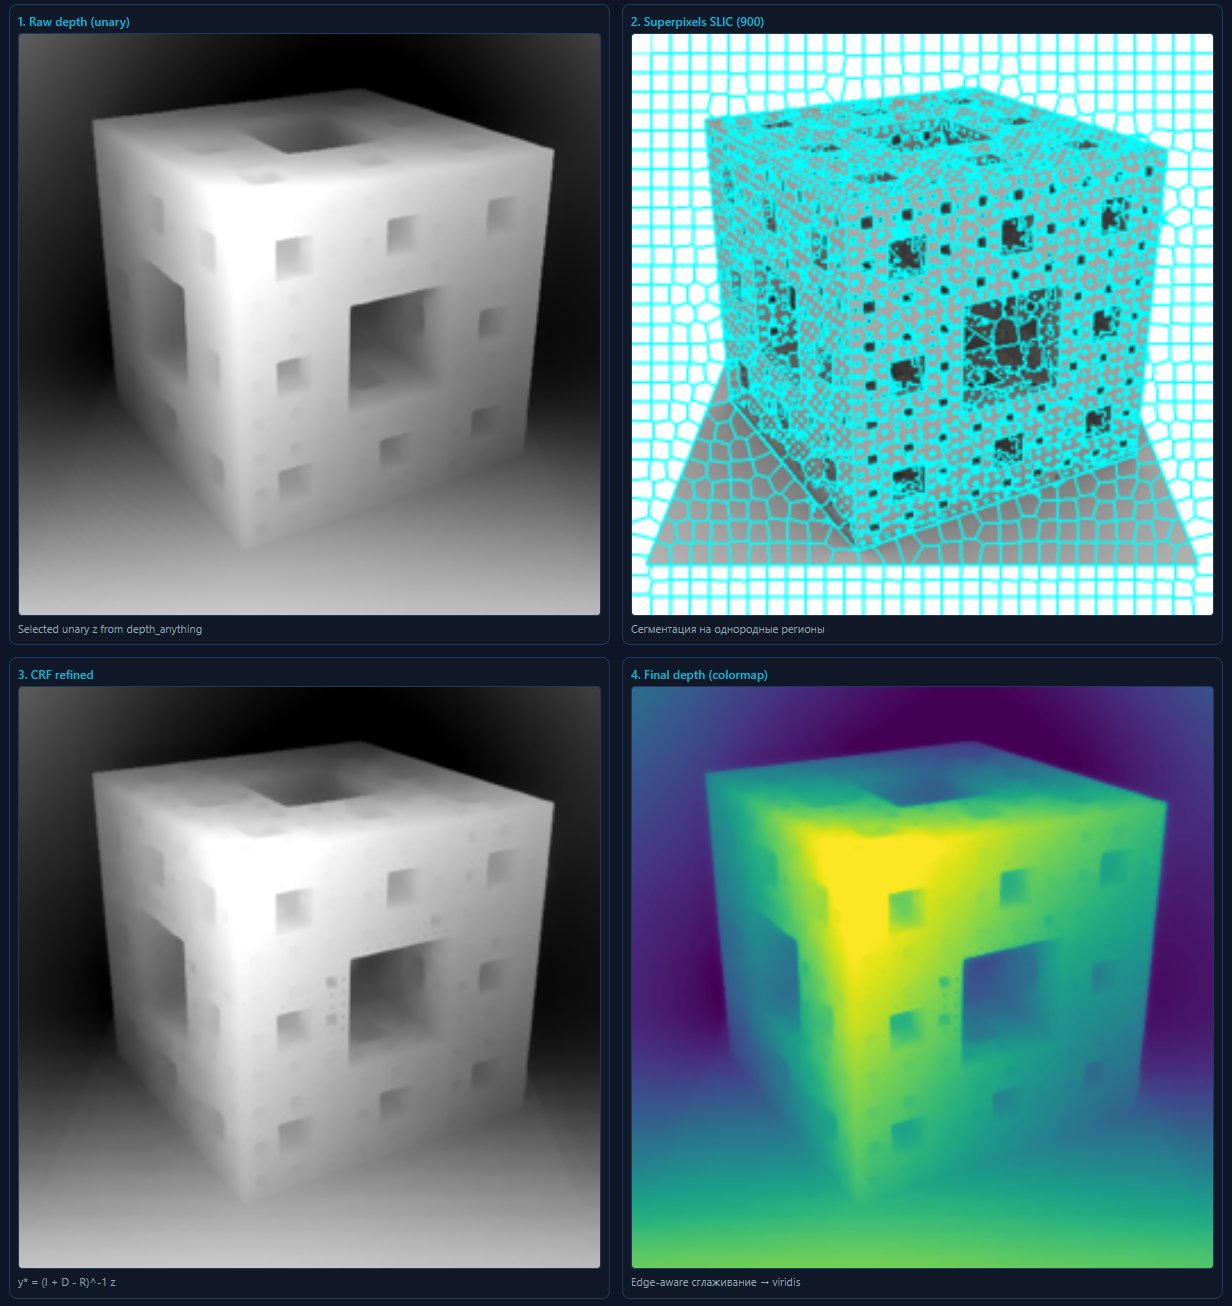 1. Raw depth (unary)
2. Superpixels SLIC (900)
Selected unary z from depth_anything
Сегментация на однородные регионы
3. CRF refined
4. Final depth (colormap)
y* = (I + D - R)^-1 z
Edge-aware сглаживание → viridis